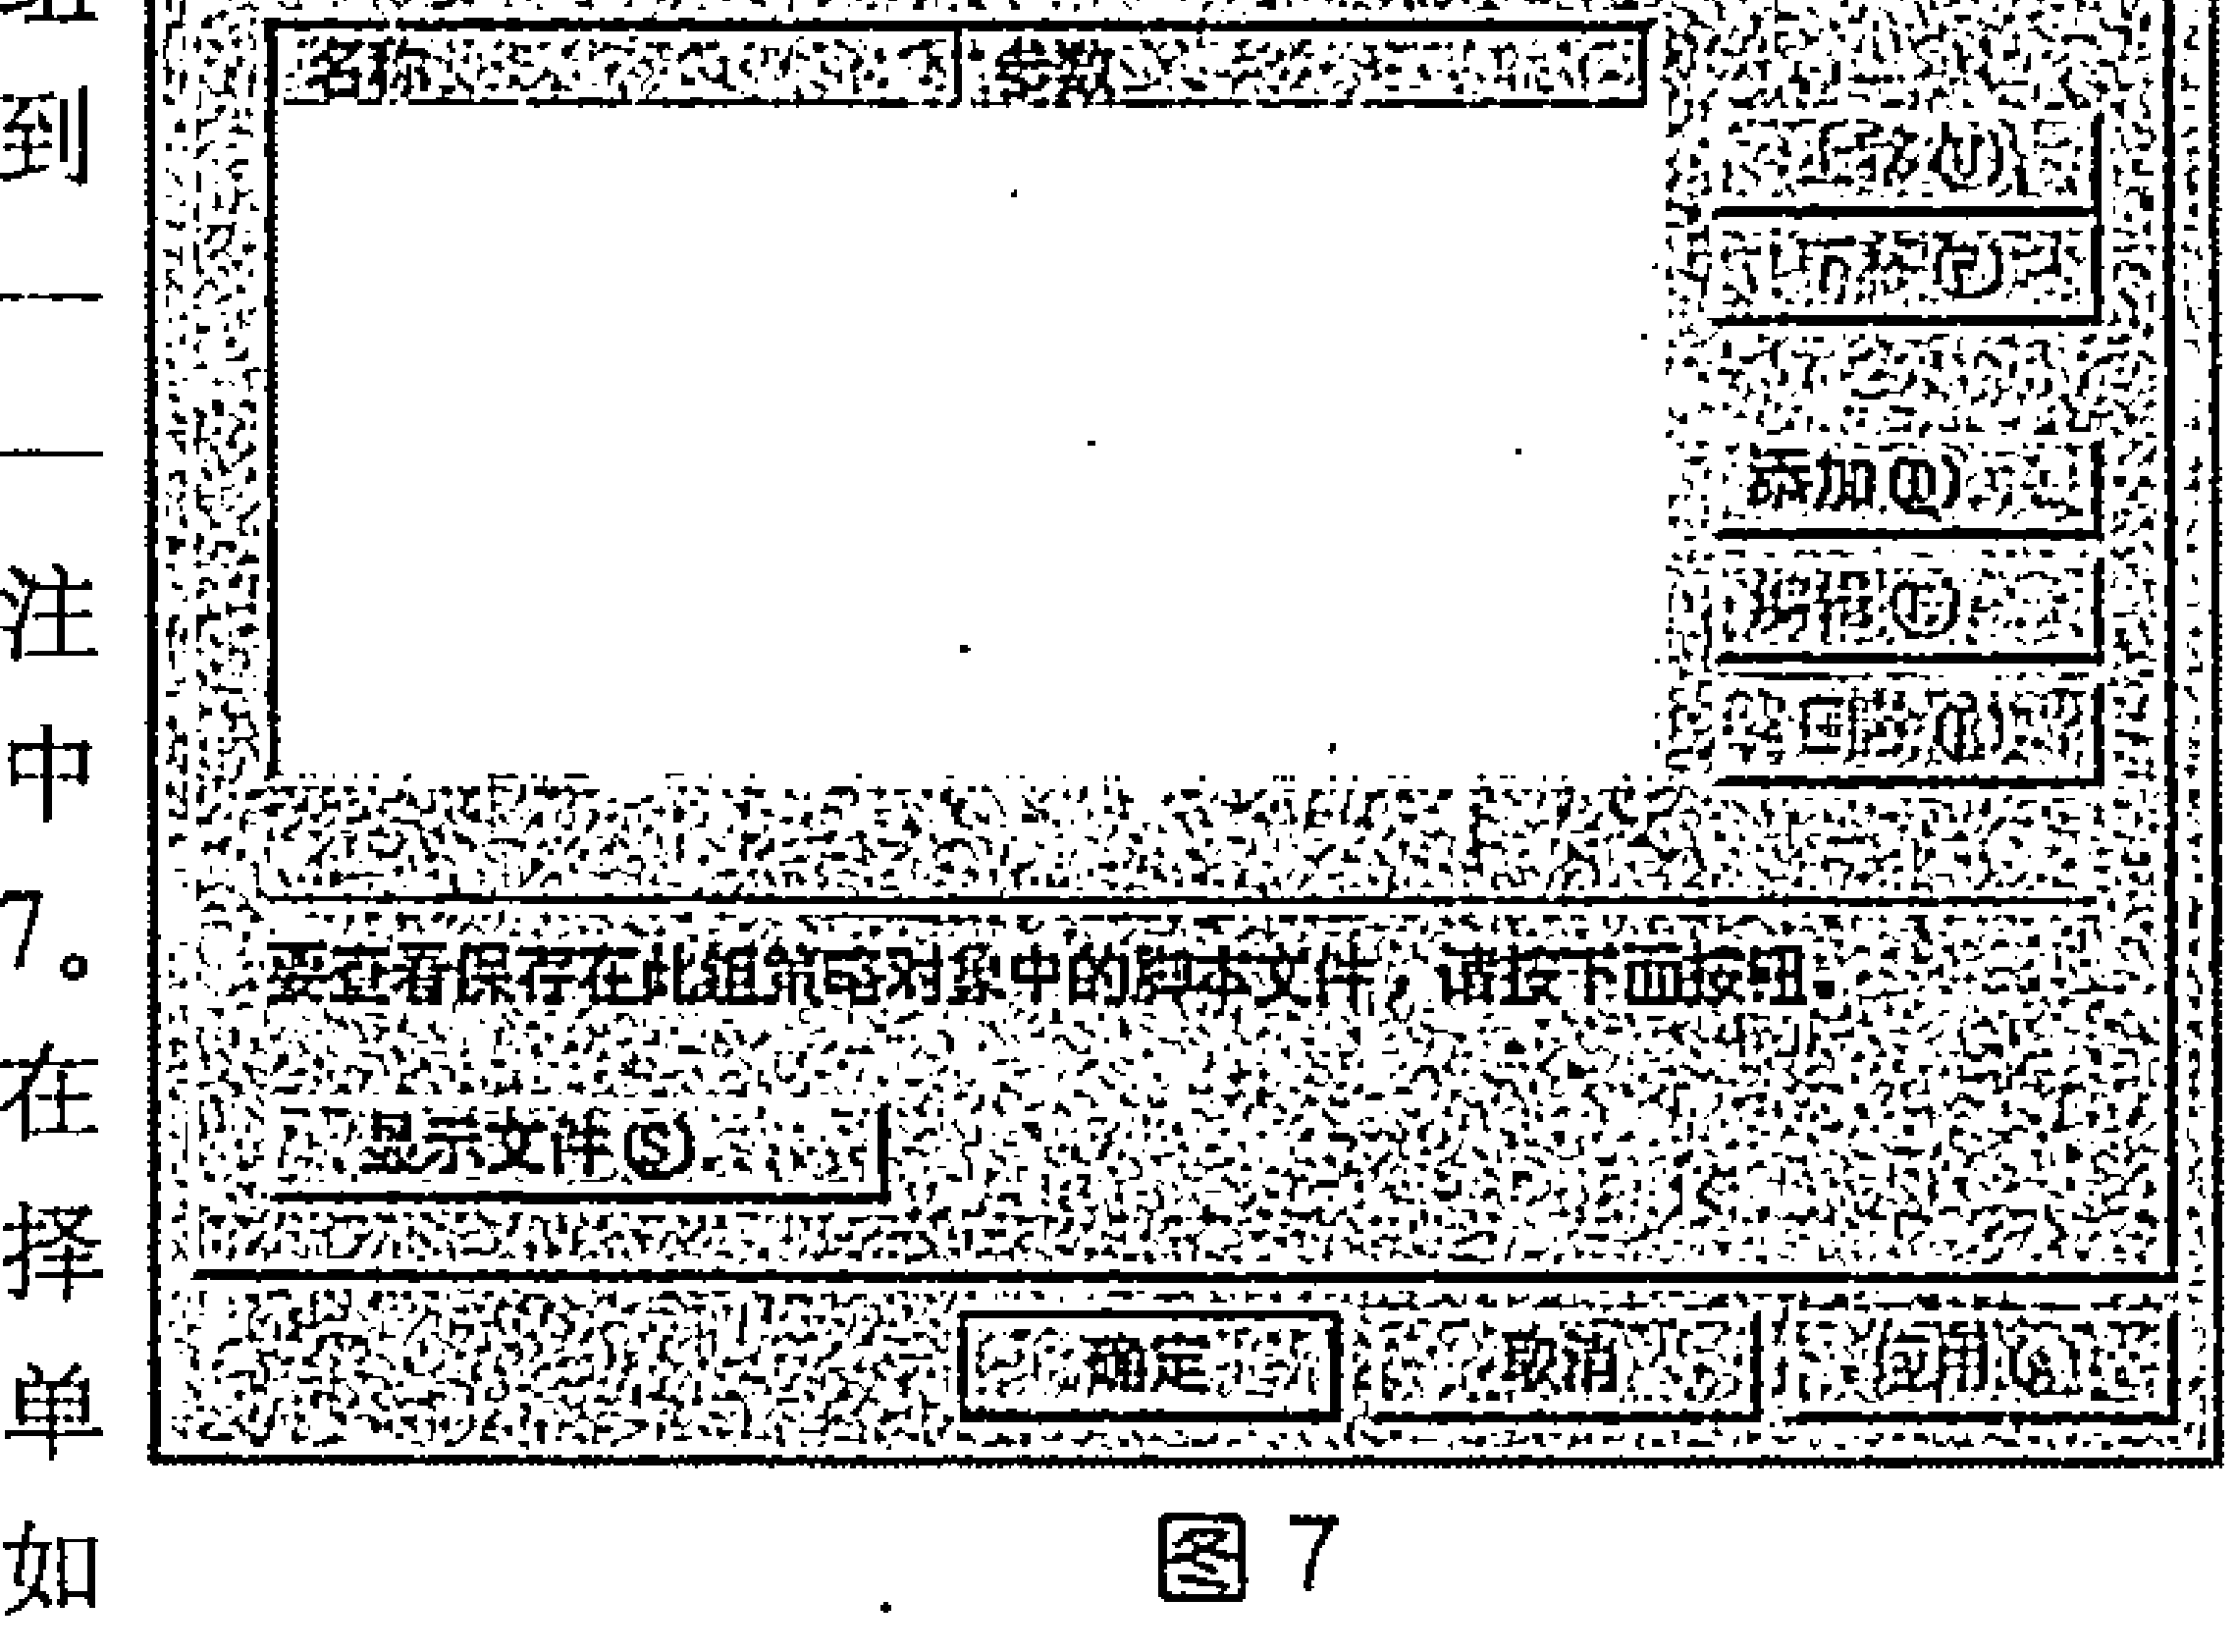 到
注
中
7。
在
择
单
如
名称 参数
上移(U)
下移
添加(D)
编辑
删除
要查看保存在此组策略对象中的脚本文件，请按下面按钮。
显示文件(S)
确定 取消 应用(A)
图 7